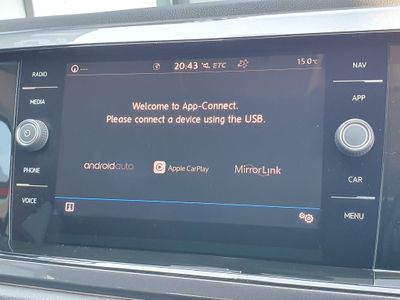 RADIO
MEDIA
PHONE
VOICE
--- 20:43 ETC 15.0°C
Welcome to App-Connect.
Please connect a device using the USB.
androidauto Apple CarPlay MirrorLink
NAV
APP
CAR
MENU